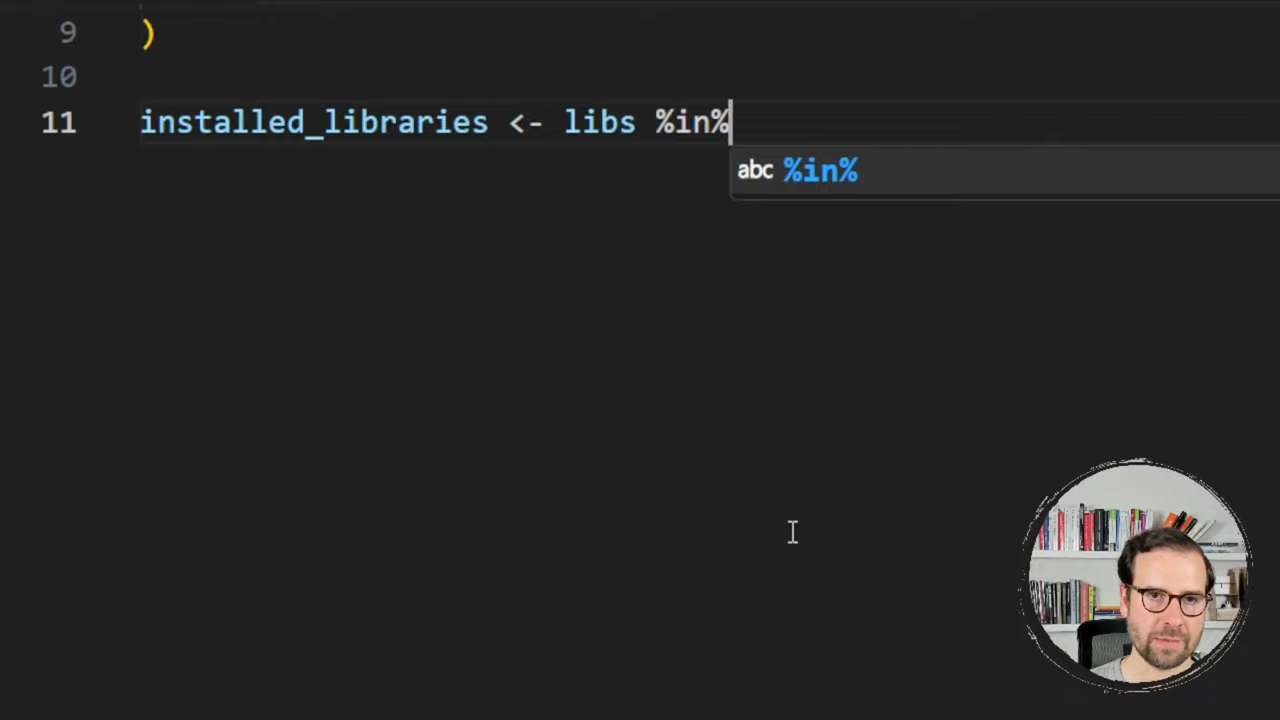 9 )
10
11 installed_libraries <- libs %in%
abc %in%